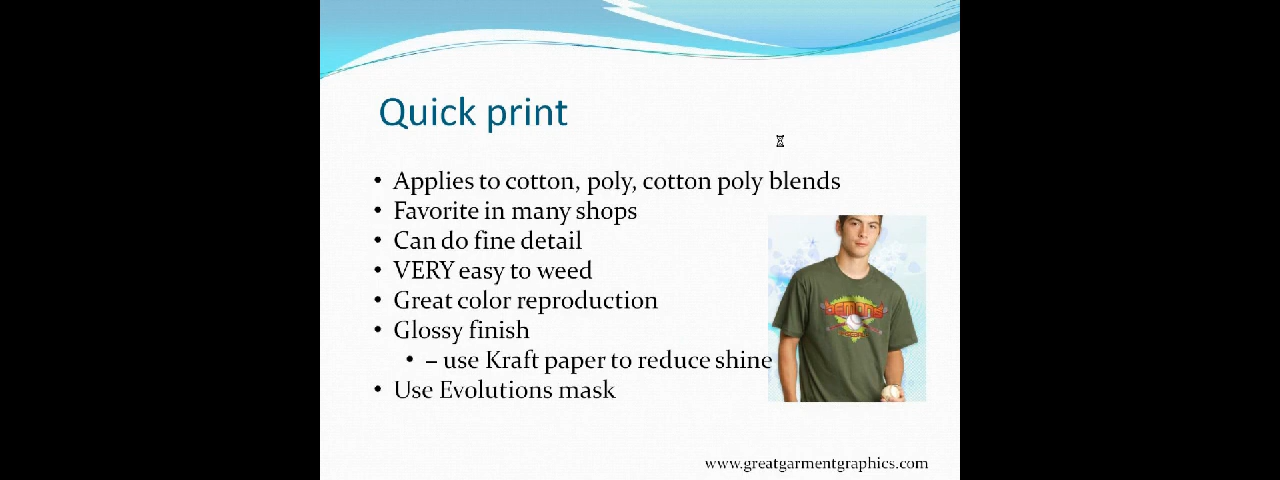 Quick print
• Applies to cotton, poly, cotton poly blends
• Favorite in many shops
• Can do fine detail
• VERY easy to weed
• Great color reproduction
• Glossy finish
• – use Kraft paper to reduce shine
• Use Evolutions mask
DEMONS
www.greatgarmentgraphics.com